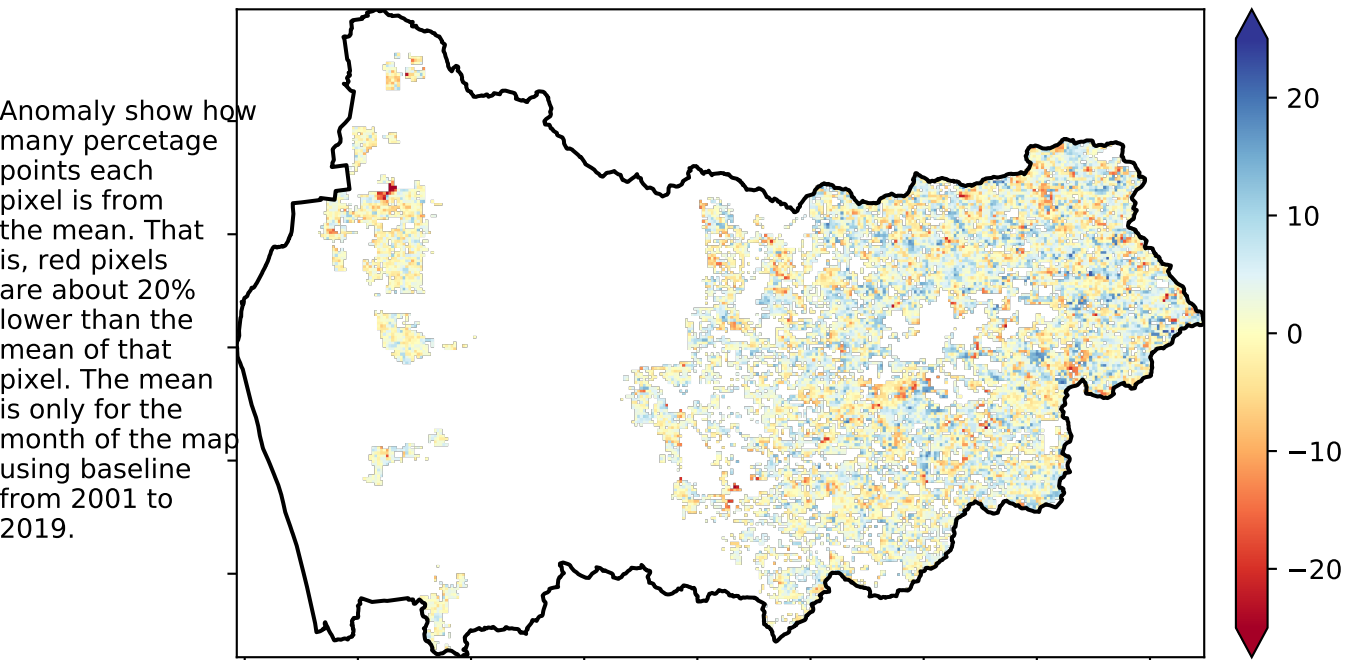 Anomaly show how
many percetage
points each
pixel is from
the mean. That
is, red pixels
are about 20%
lower than the
mean of that
pixel. The mean
is only for the
month of the map
using baseline
from 2001 to
2019.
20
10
0
−10
−20